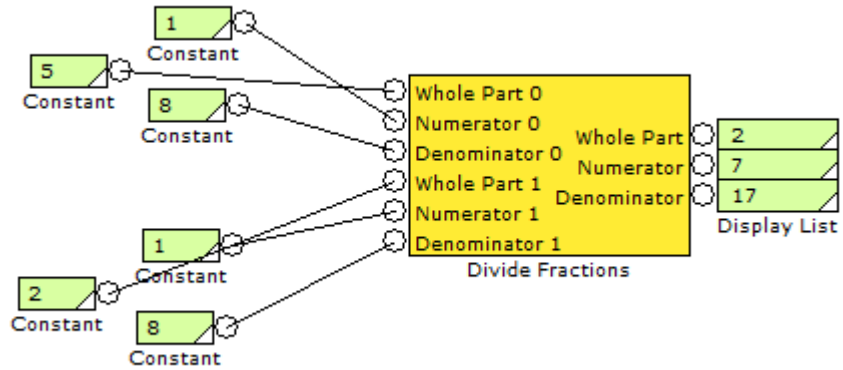 1
Constant
5
Constant
8
Constant
Whole Part 0
Numerator 0
Denominator 0
Whole Part 1
Numerator 1
Denominator 1
Whole Part
Numerator
Denominator
Divide Fractions
2
7
17
Display List
1
Constant
2
Constant
8
Constant